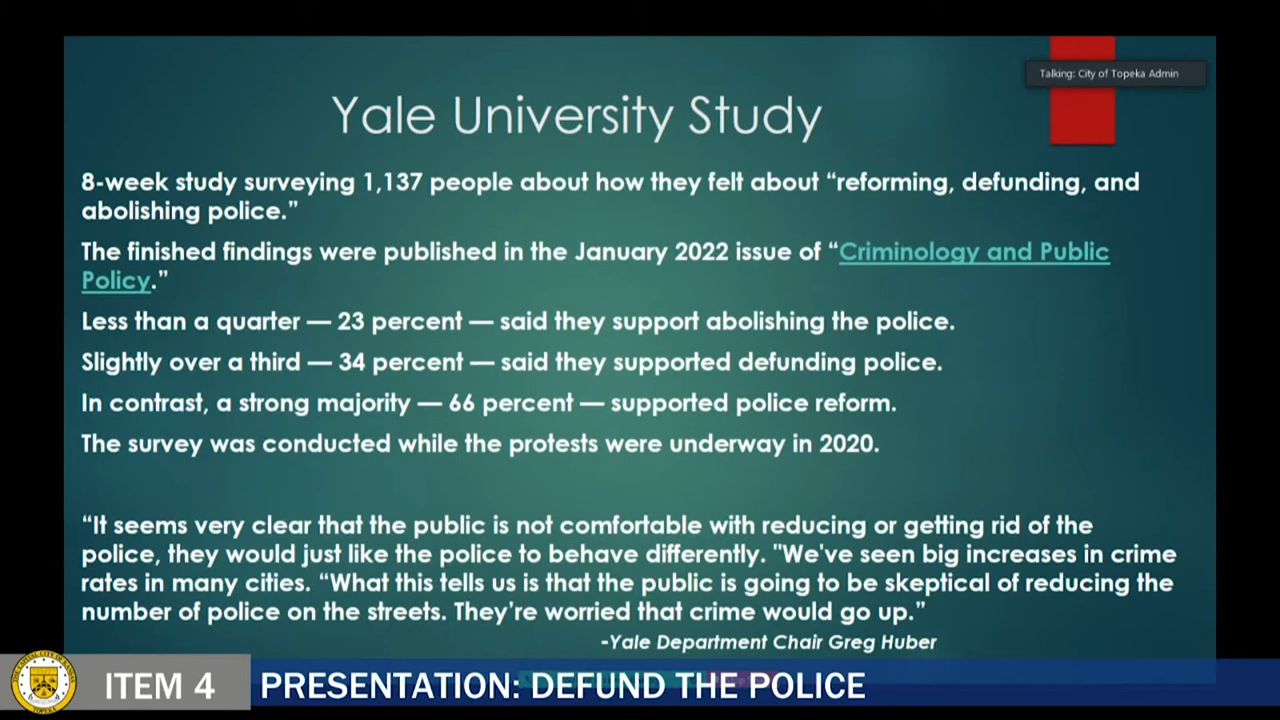 Talking: City of Topeka Admin
Yale University Study
8-week study surveying 1,137 people about how they felt about “reforming, defunding, and
abolishing police.”
The finished findings were published in the January 2022 issue of “Criminology and Public
Policy.”
Less than a quarter — 23 percent — said they support abolishing the police.
Slightly over a third — 34 percent — said they supported defunding police.
In contrast, a strong majority — 66 percent — supported police reform.
The survey was conducted while the protests were underway in 2020.
“It seems very clear that the public is not comfortable with reducing or getting rid of the
police, they would just like the police to behave differently. "We've seen big increases in crime
rates in many cities. “What this tells us is that the public is going to be skeptical of reducing the
number of police on the streets. They’re worried that crime would go up.”
-Yale Department Chair Greg Huber
ITEM 4
PRESENTATION: DEFUND THE POLICE